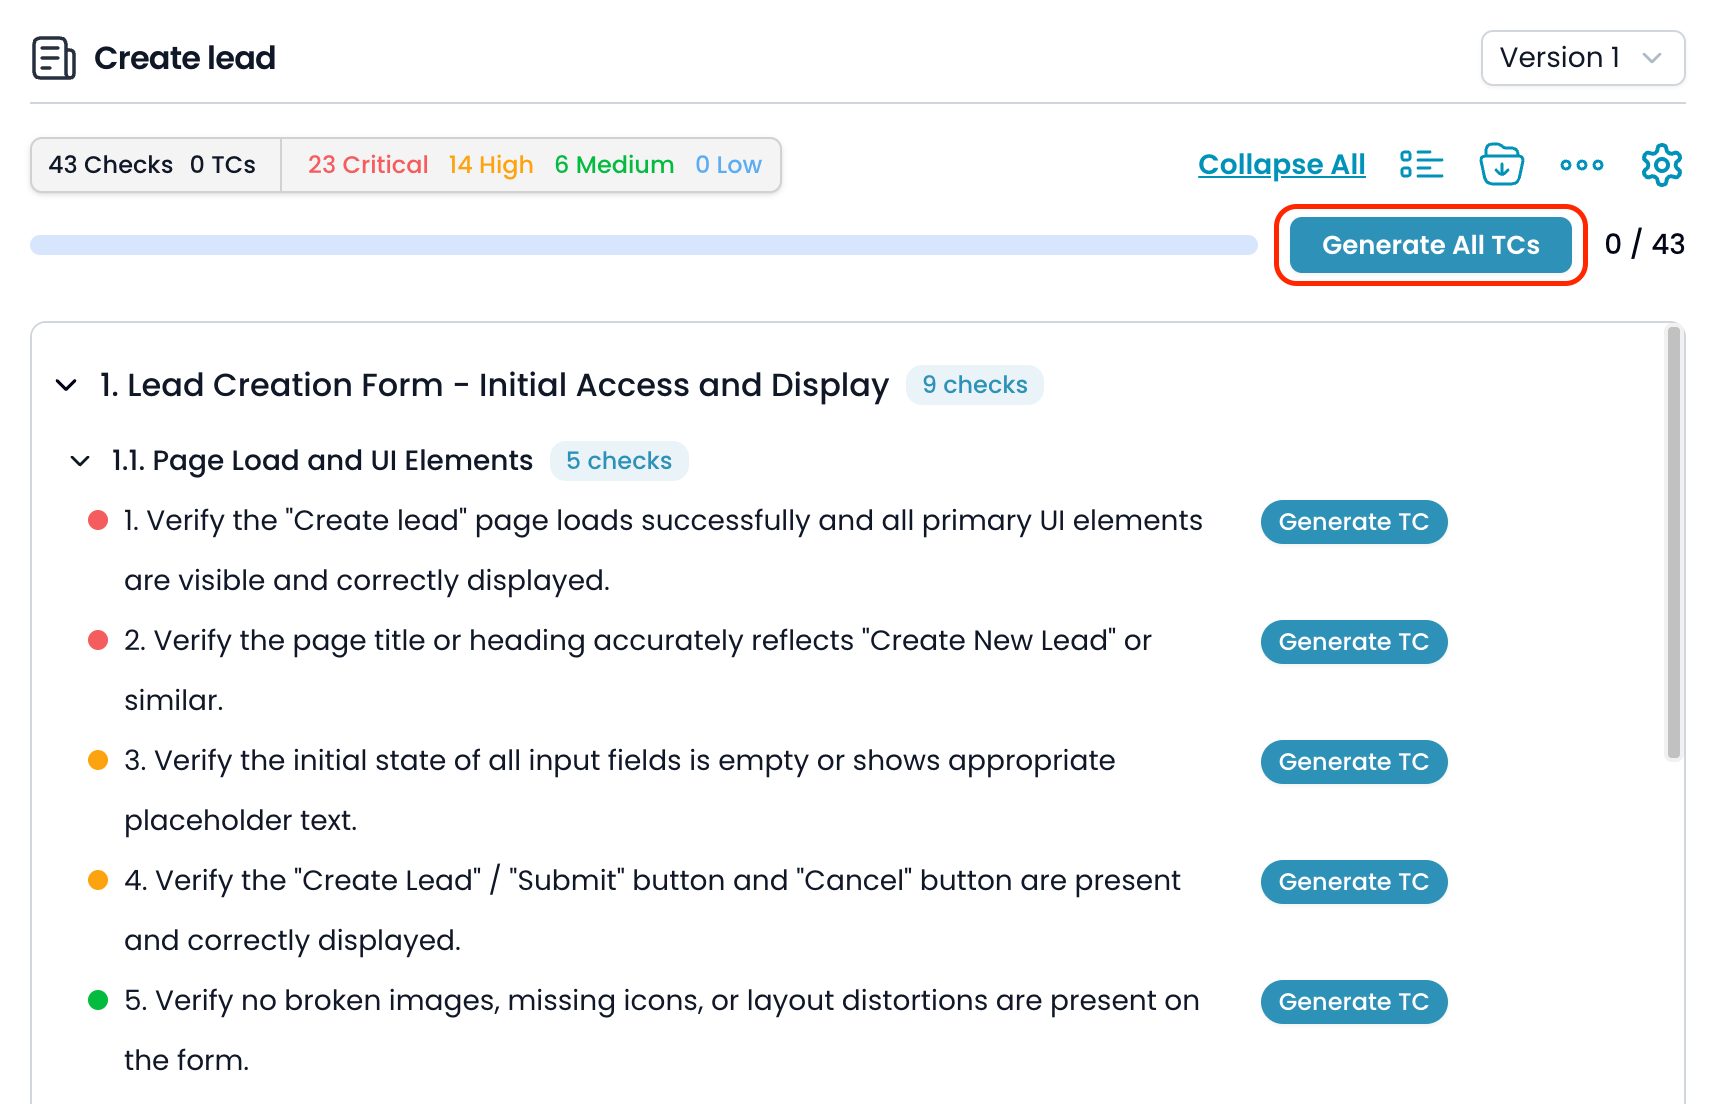 Create lead
Version 1
43 Checks 0 TCs 23 Critical 14 High 6 Medium 0 Low
Collapse All
Generate All TCs 0 / 43
1. Lead Creation Form - Initial Access and Display 9 checks
1.1. Page Load and UI Elements 5 checks
1. Verify the "Create lead" page loads successfully and all primary UI elements
are visible and correctly displayed.
Generate TC
2. Verify the page title or heading accurately reflects "Create New Lead" or
similar.
Generate TC
3. Verify the initial state of all input fields is empty or shows appropriate
placeholder text.
Generate TC
4. Verify the "Create Lead" / "Submit" button and "Cancel" button are present
and correctly displayed.
Generate TC
5. Verify no broken images, missing icons, or layout distortions are present on
the form.
Generate TC